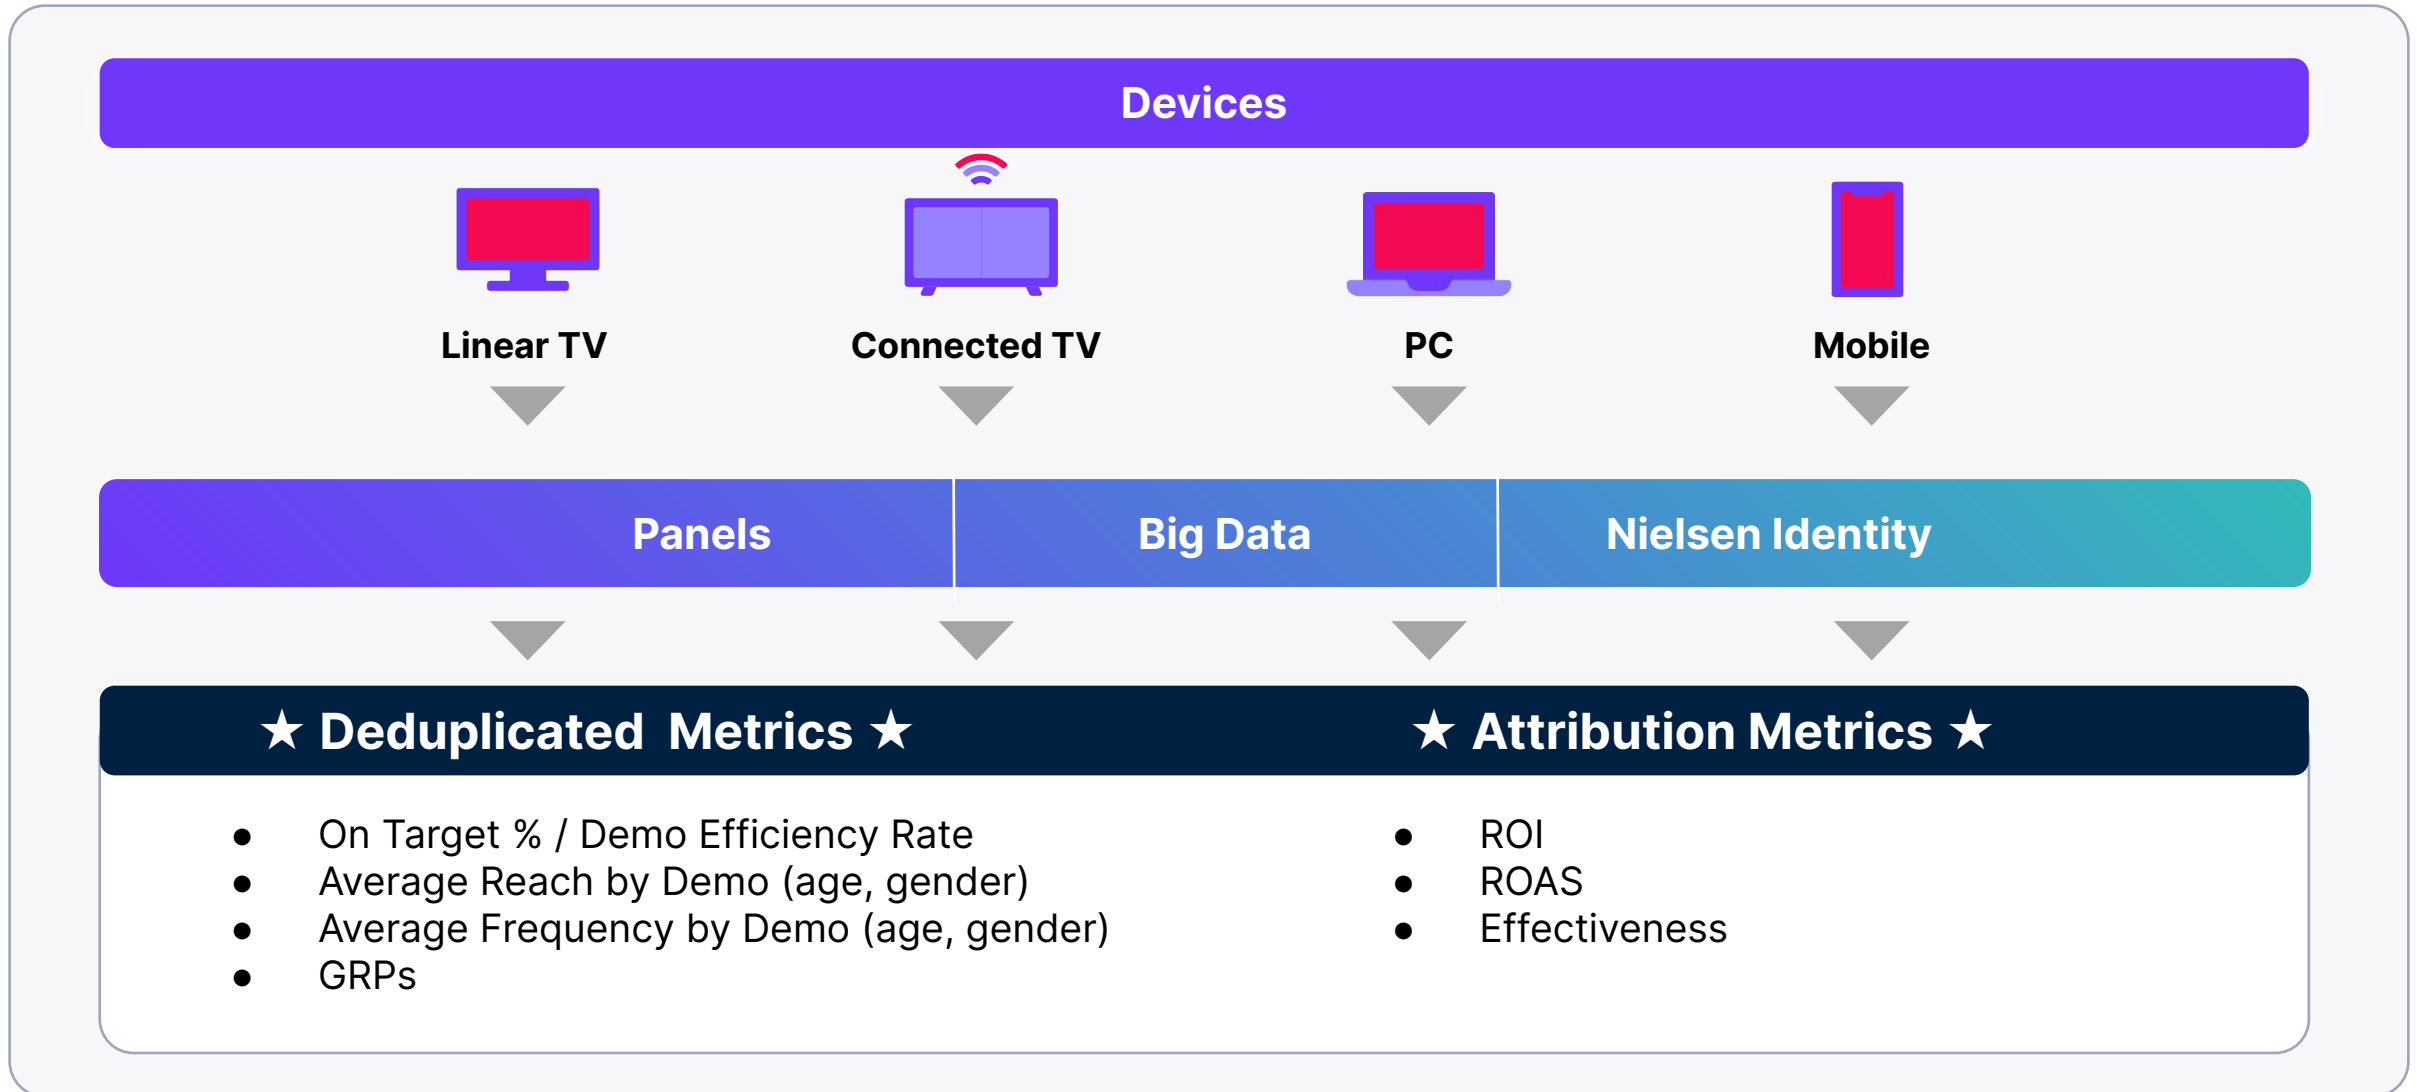 Devices
Linear TV
Connected TV
PC
Mobile
Panels
Big Data
Nielsen Identity
★ Deduplicated  Metrics ★
● On Target % / Demo Efficiency Rate
● Average Reach by Demo (age, gender)
● Average Frequency by Demo (age, gender)
● GRPs
★ Attribution Metrics ★
● ROI
● ROAS
● Effectiveness